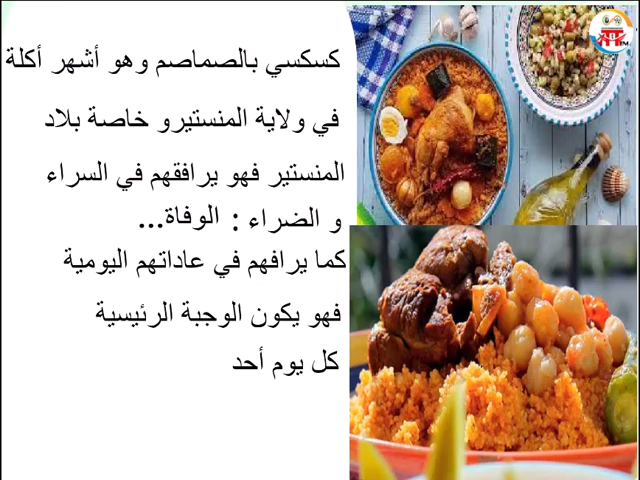 كسكسي بالصماصم وهو أشهر أكلة
في ولاية المنستيرو خاصة بلاد
المنستير فهو يرافقهم في السراء
و الضراء : الوفاة...
كما يرافهم في عاداتهم اليومية
فهو يكون الوجبة الرئيسية
كل يوم أحد